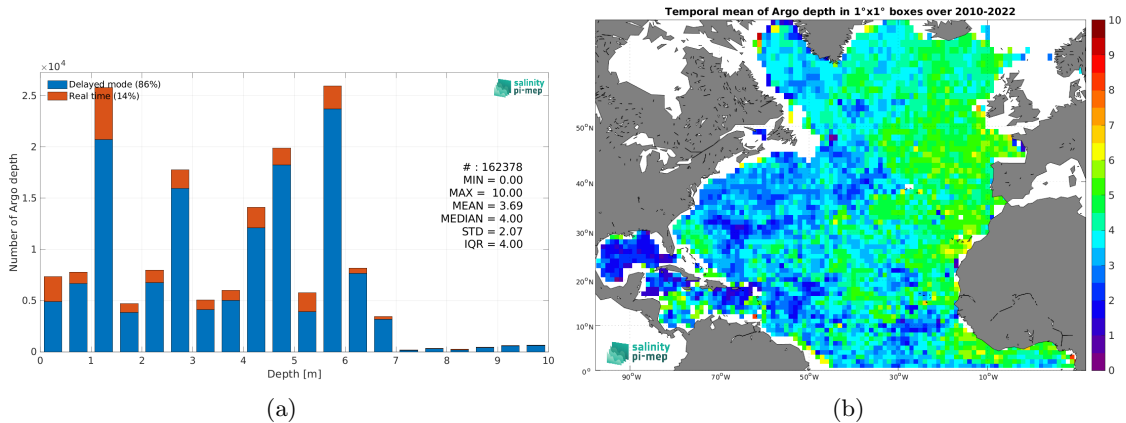 ×10⁴
Delayed mode (86%)
Real time (14%)
salinity
pi-mep
# : 162378
MIN = 0.00
MAX = 10.00
MEAN = 3.69
MEDIAN = 4.00
STD = 2.07
IQR = 4.00
Number of Argo depth
2.5
2
1.5
1
0.5
0
0 1 2 3 4 5 6 7 8 9 10
Depth [m]
(a)
Temporal mean of Argo depth in 1°x1° boxes over 2010-2022
50°N
40°N
30°N
20°N
10°N
0°
90°W 70°W 50°W 30°W 10°W
salinity
pi-mep
10
9
8
7
6
5
4
3
2
1
0
(b)